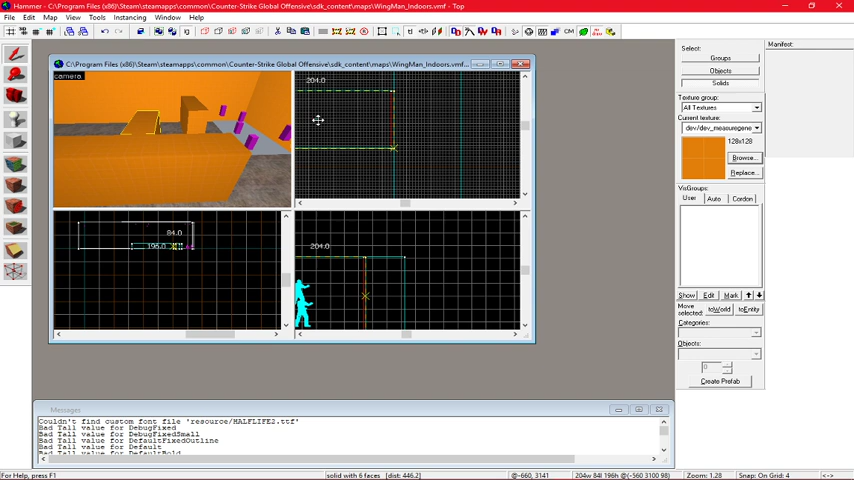 Hammer - C:\Program Files (x86)\Steam\steamapps\common\Counter-Strike Global Offensive\sdk_content\maps\WingMan_Indoors.vmf - Top
File Edit Map View Tools Instancing Window Help
C:\Program Files (x86)\Steam\steamapps\common\Counter-Strike Global Offensive\sdk_content\maps\WingMan_Indoors.vmf...
camera
204.0
84.0
196.0
204.0
Select:
Groups
Objects
Solids
Texture group:
All Textures
Current texture:
dev/dev_measuregene
128x128
Browse...
Replace...
VisGroups:
User Auto Cordon
Show Edit Mark
Move selected:
toWorld toEntity
Categories:
Objects:
0
Create Prefab
Manifest:
Messages
Couldn't find custom font file 'resource/HALFLIFE2.ttf'
Bad Tall value for DebugFixed
Bad Tall value for DebugFixedSmall
Bad Tall value for DefaultFixedOutline
Bad Tall value for Default
Bad Tall value for DefaultBold
For Help, press F1
solid with 6 faces [dist: 446.2]
@-660, 3141
204w 84l 196h @(-560 3100 98)
Zoom: 1.28
Snap: On Grid: 4
<->